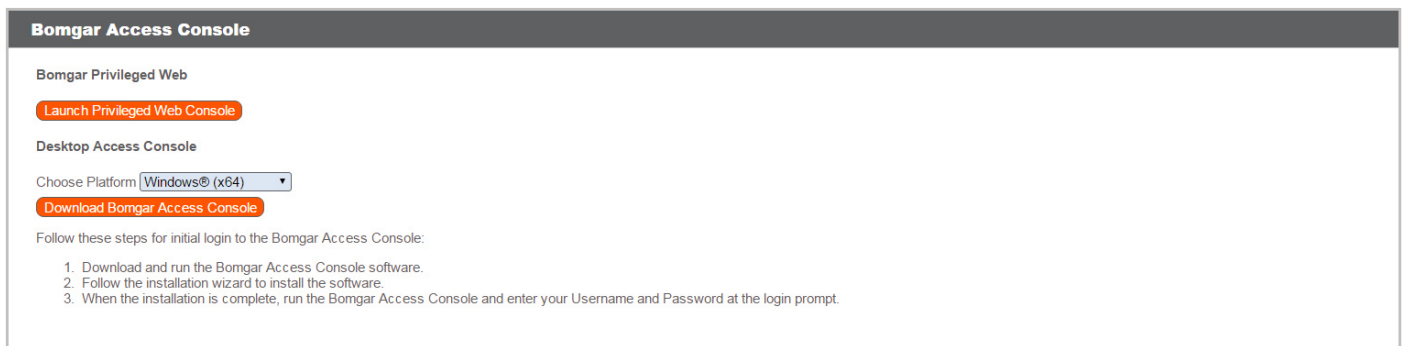 Bomgar Access Console
Bomgar Privileged Web
Launch Privileged Web Console
Desktop Access Console
Choose Platform Windows® (x64)
Download Bomgar Access Console
Follow these steps for initial login to the Bomgar Access Console:
1. Download and run the Bomgar Access Console software.
2. Follow the installation wizard to install the software.
3. When the installation is complete, run the Bomgar Access Console and enter your Username and Password at the login prompt.